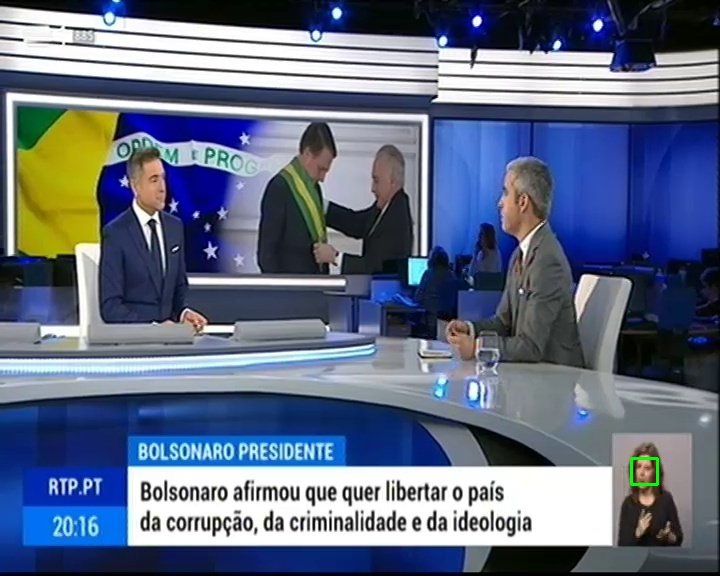 ORDEM E PROG
BOLSONARO PRESIDENTE
RTP.PT
Bolsonaro afirmou que quer libertar o país
20:16
da corrupção, da criminalidade e da ideologia